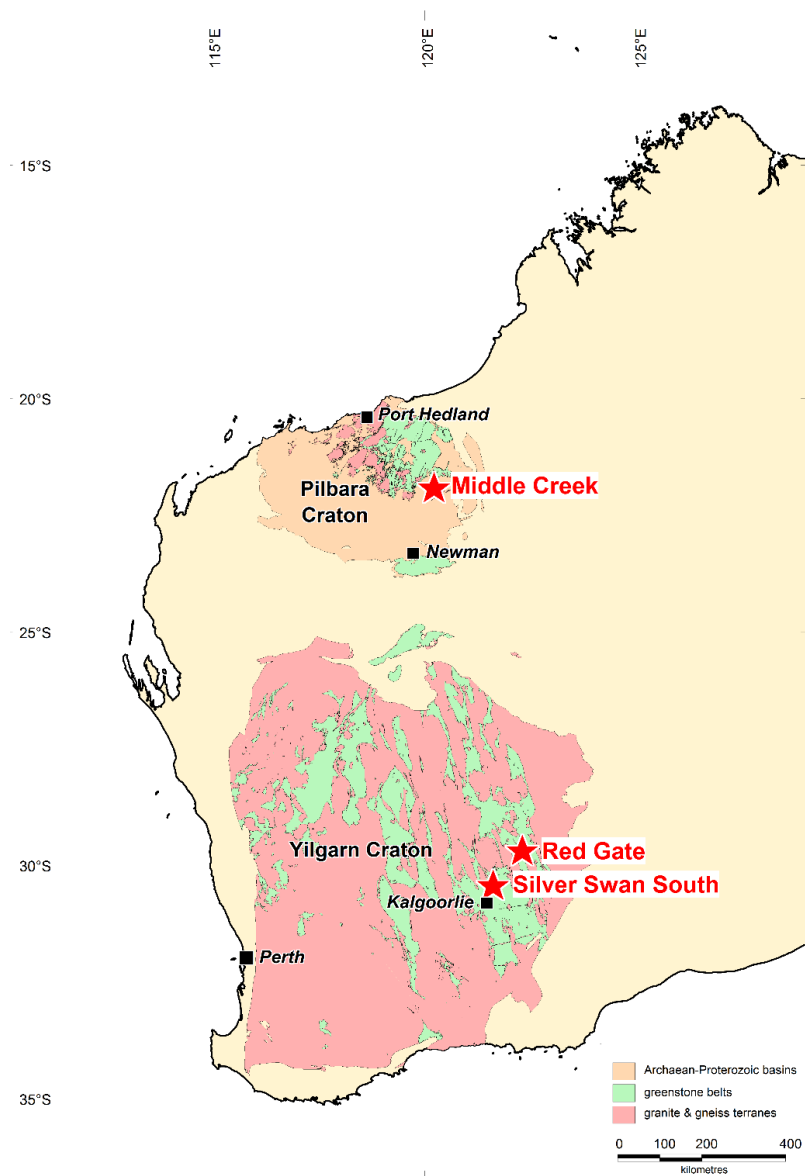 115°E
120°E
125°E
15°S
20°S
Port Hedland
Pilbara
Craton
Middle Creek
Newman
25°S
Yilgarn Craton
Red Gate
30°S
Silver Swan South
Kalgoorlie
Perth
Archaean-Proterozoic basins
greenstone belts
35°S
granite & gneiss terranes
0 100 200 400
kilometres